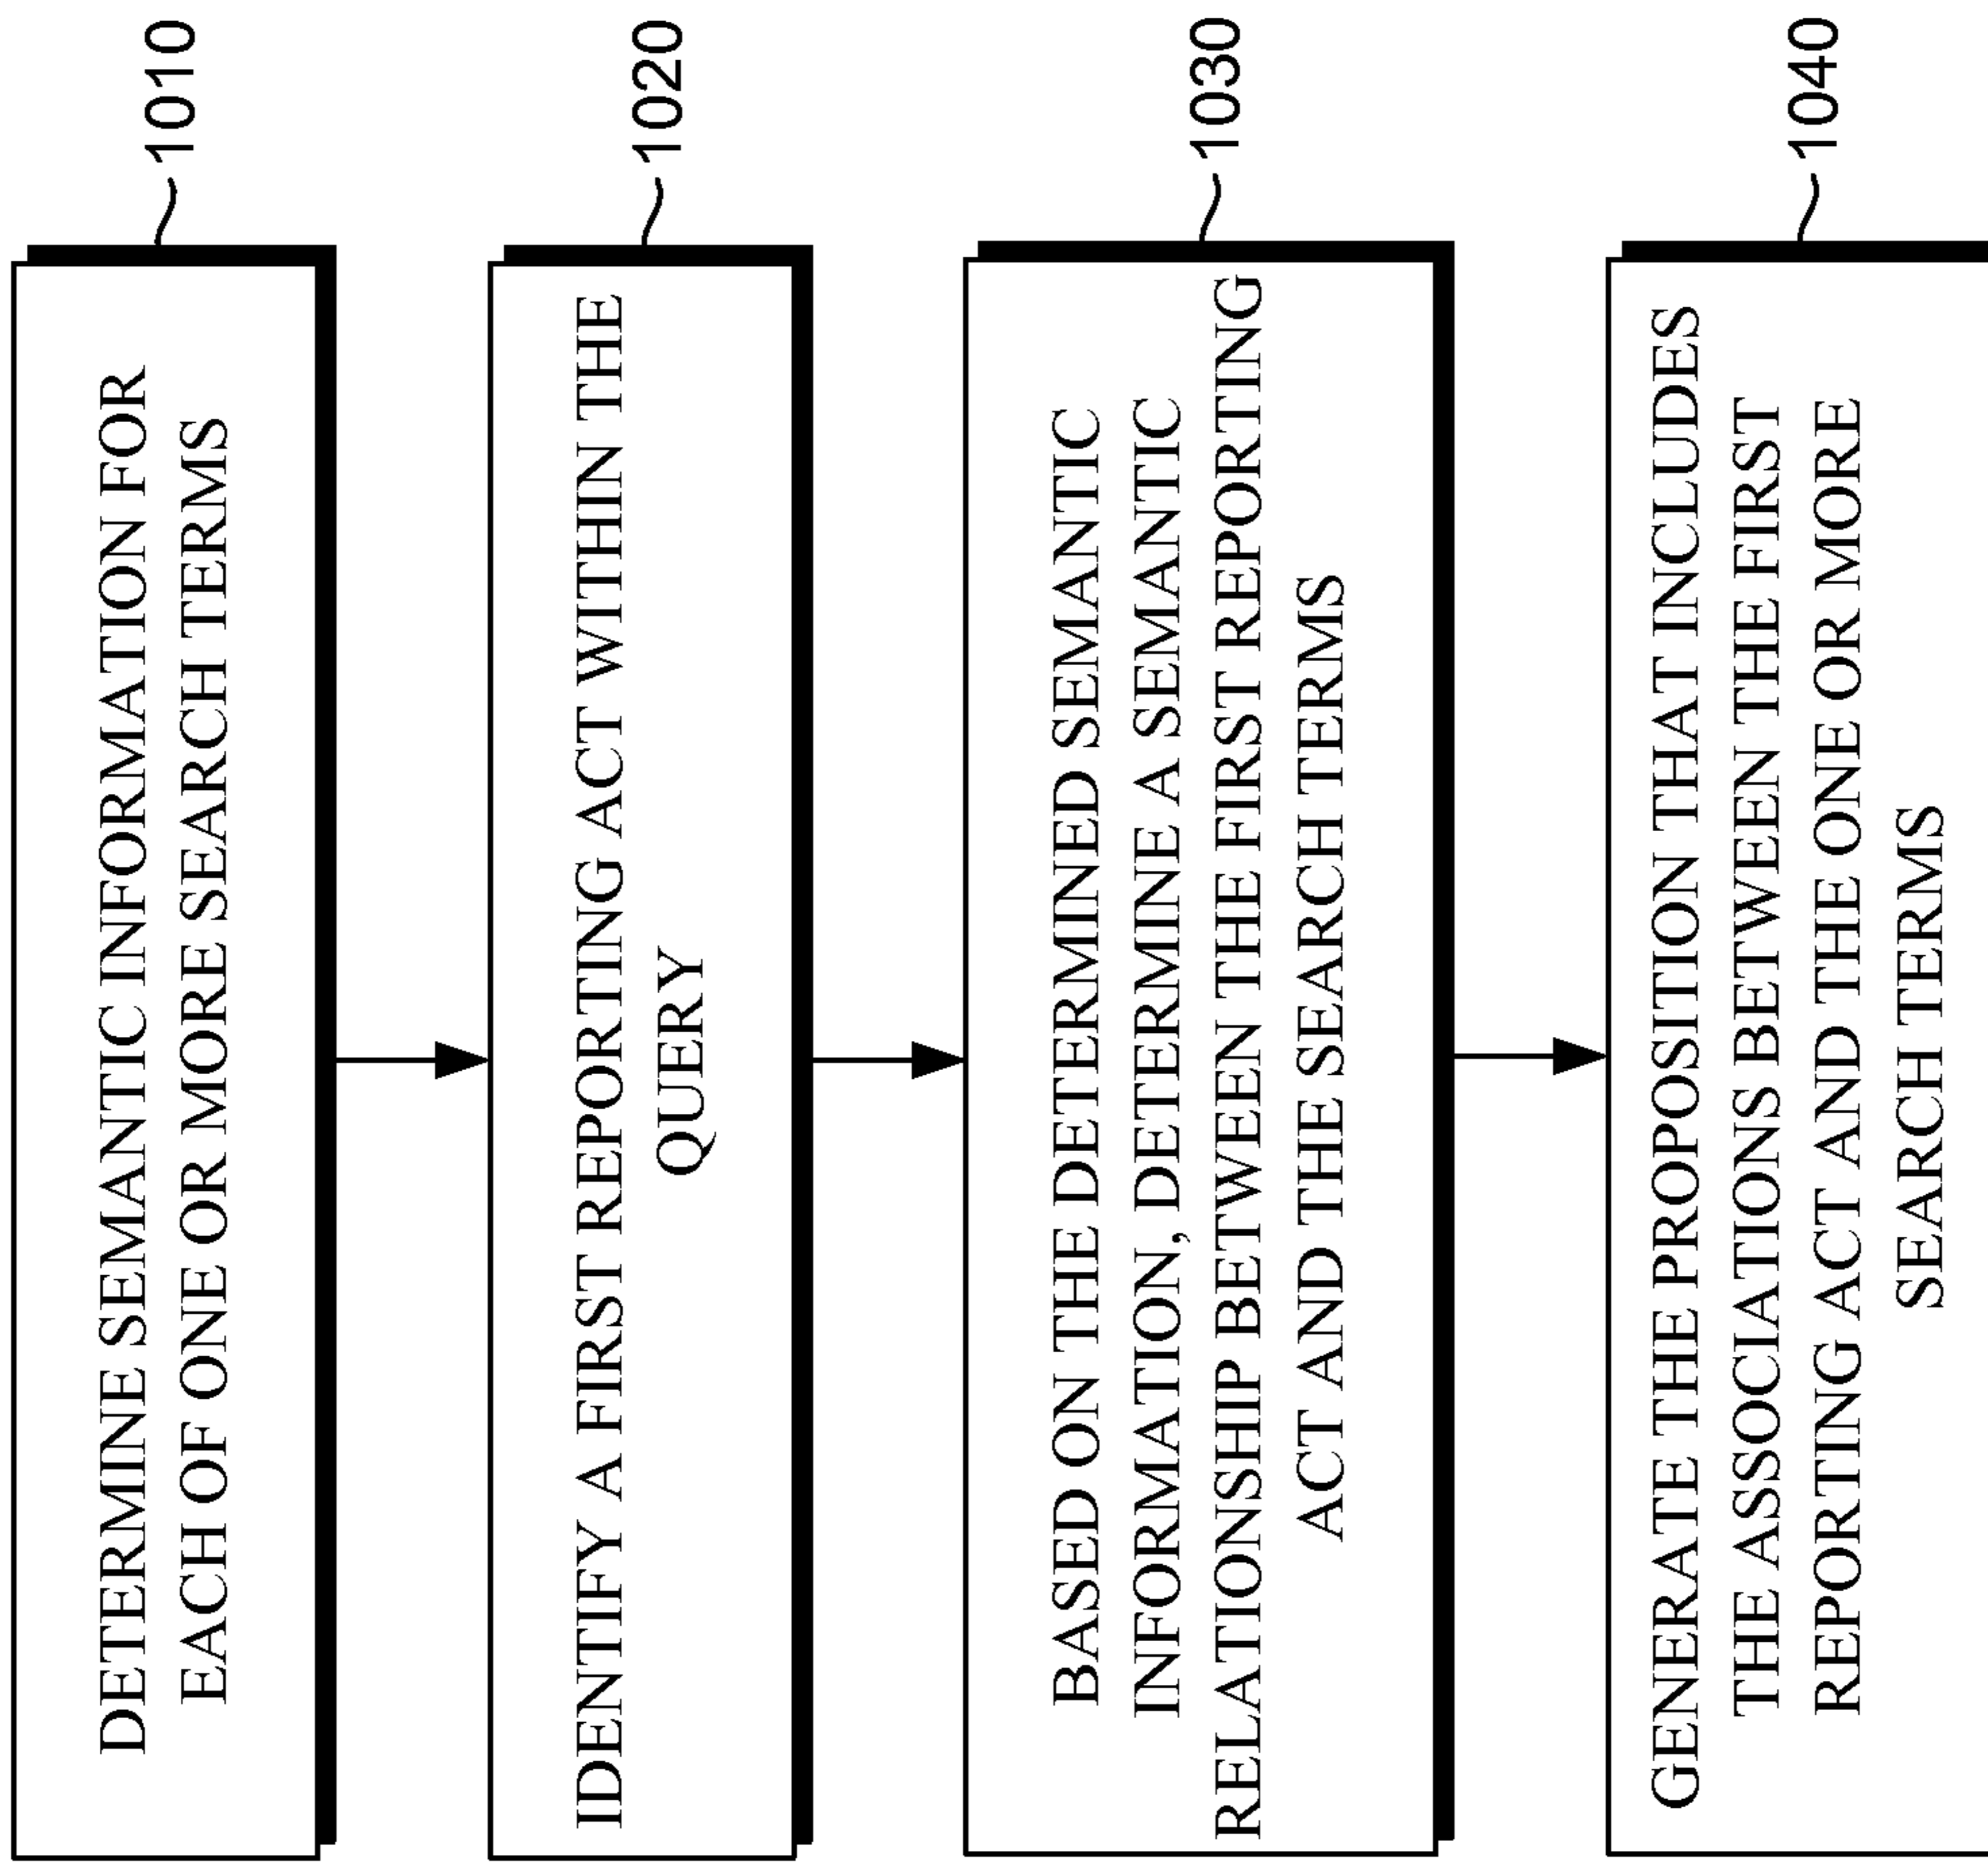 DETERMINE SEMANTIC INFORMATION FOR
EACH OF ONE OR MORE SEARCH TERMS
1010
IDENTIFY A FIRST REPORTING ACT WITHIN THE
QUERY
1020
BASED ON THE DETERMINED SEMANTIC
INFORMATION, DETERMINE A SEMANTIC
RELATIONSHIP BETWEEN THE FIRST REPORTING
ACT AND THE SEARCH TERMS
1030
GENERATE THE PROPOSITION THAT INCLUDES
THE ASSOCIATIONS BETWEEN THE FIRST
REPORTING ACT AND THE ONE OR MORE
SEARCH TERMS
1040